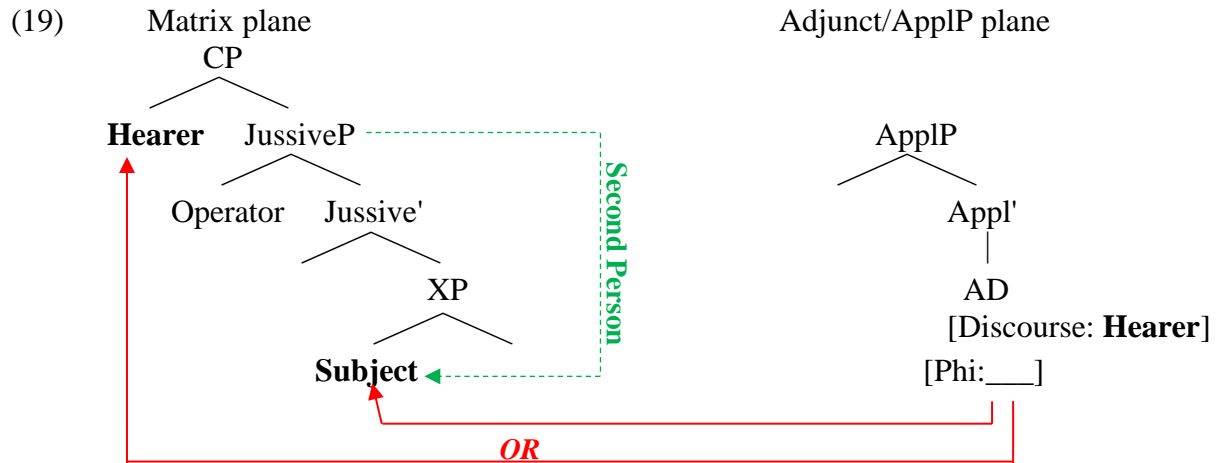 (19) Matrix plane Adjunct/ApplP plane
CP
Hearer JussiveP ApplP
Operator Jussive' Appl'
Second Person
XP AD
[Discourse: Hearer]
Subject [Phi:___]
OR